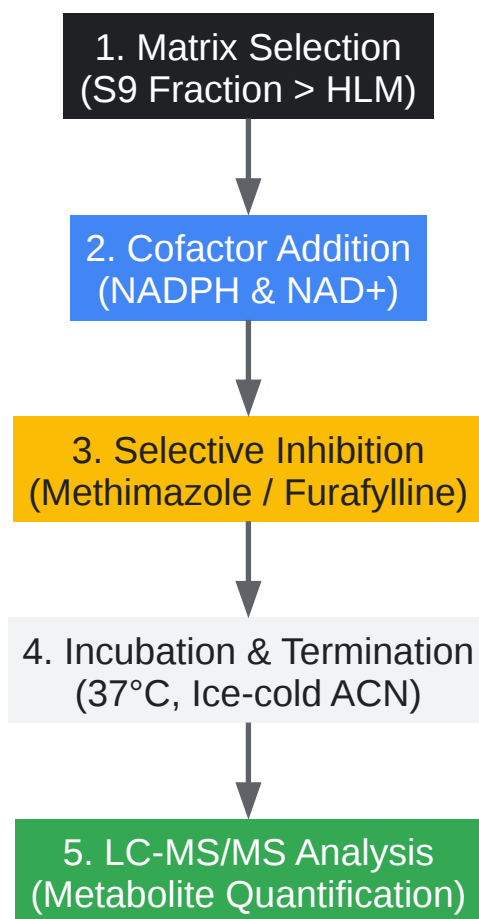 1. Matrix Selection
(S9 Fraction > HLM)
2. Cofactor Addition
(NADPH & NAD+)
3. Selective Inhibition
(Methimazole / Furafylline)
4. Incubation & Termination
(37°C, Ice-cold ACN)
5. LC-MS/MS Analysis
(Metabolite Quantification)